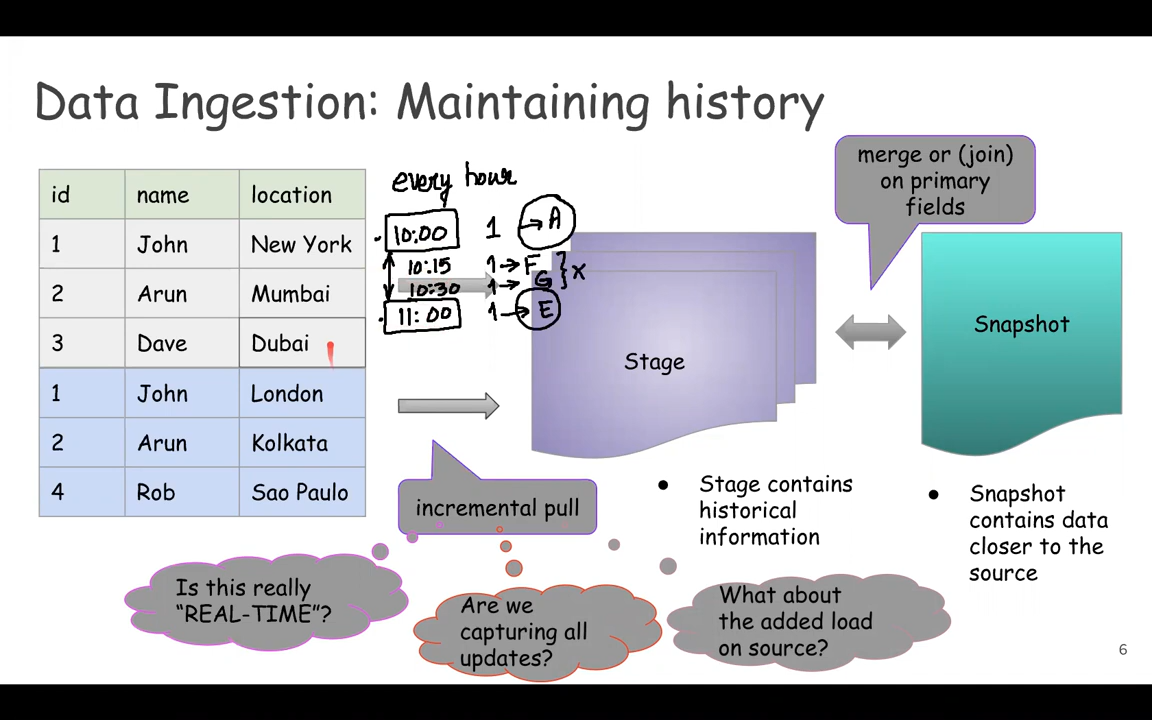 Data Ingestion: Maintaining history
merge or (join)
on primary
fields
id name location
1 John New York
2 Arun Mumbai
3 Dave Dubai
1 John London
2 Arun Kolkata
4 Rob Sao Paulo
every hour
10:00 1 → A
10:15 1 → F
10:30 1 → G
} x
11:00 1 → E
Stage
Snapshot
incremental pull
Stage contains
historical
information
Snapshot
contains data
closer to the
source
Is this really
“REAL-TIME”?
Are we
capturing all
updates?
What about
the added load
on source?
6